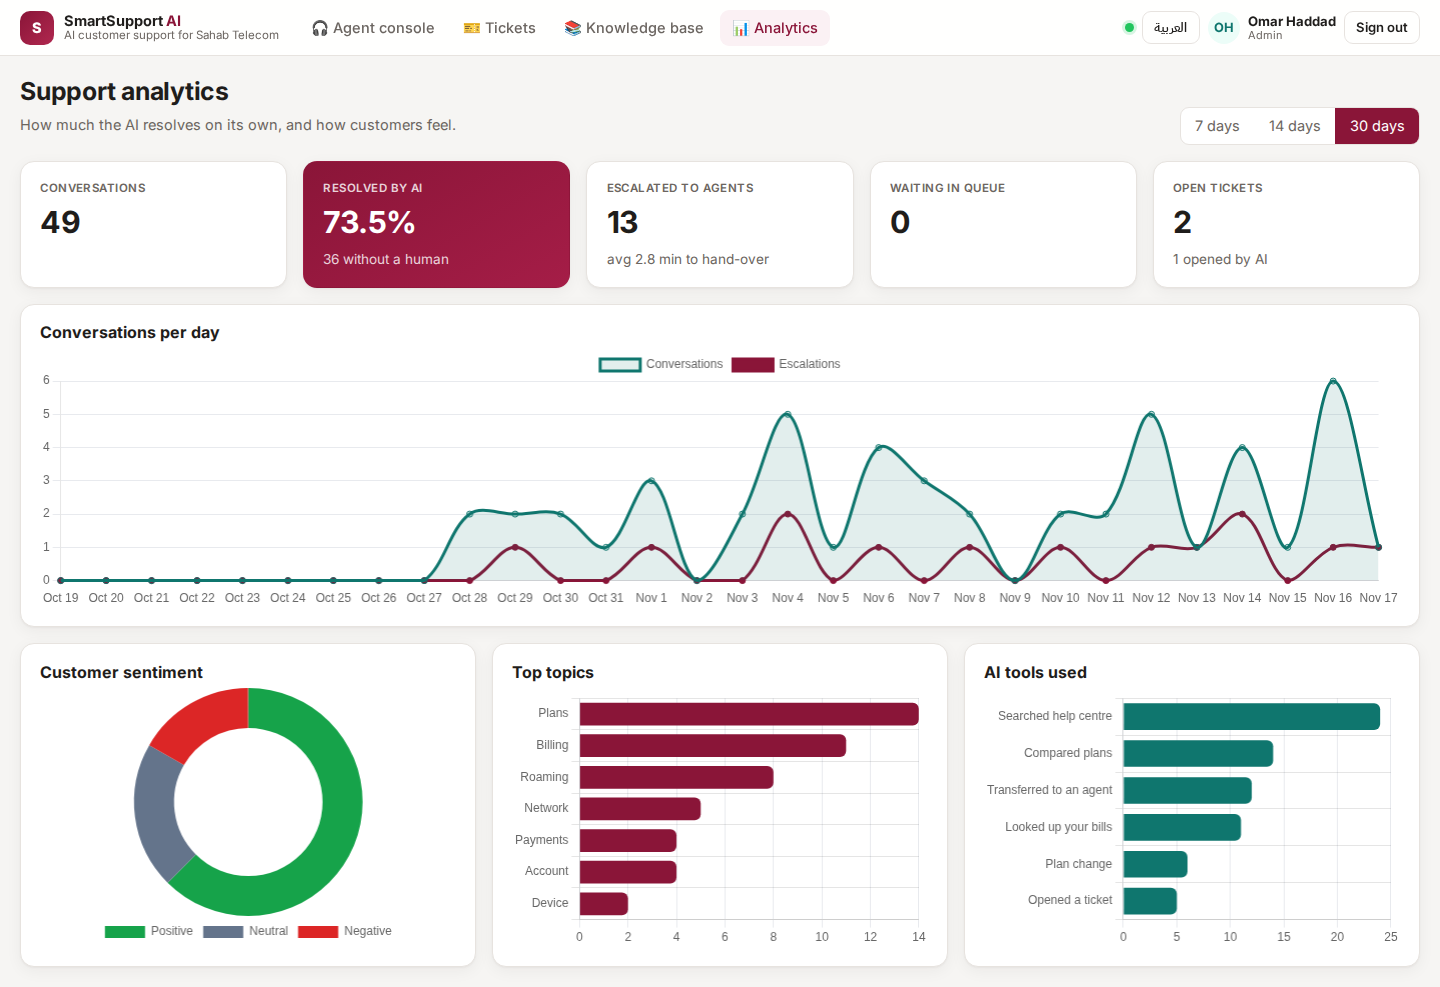 S
SmartSupport AI
AI customer support for Sahab Telecom
🎧 Agent console
🎫 Tickets
📚 Knowledge base
📊 Analytics
العربية
OH
Omar Haddad
Admin
Sign out
Support analytics
How much the AI resolves on its own, and how customers feel.
7 days 14 days 30 days
CONVERSATIONS
49
RESOLVED BY AI
73.5%
36 without a human
ESCALATED TO AGENTS
13
avg 2.8 min to hand-over
WAITING IN QUEUE
0
OPEN TICKETS
2
1 opened by AI
Conversations per day
Conversations Escalations
6
5
4
3
2
1
0
Oct 19 Oct 20 Oct 21 Oct 22 Oct 23 Oct 24 Oct 25 Oct 26 Oct 27 Oct 28 Oct 29 Oct 30 Oct 31 Nov 1 Nov 2 Nov 3 Nov 4 Nov 5 Nov 6 Nov 7 Nov 8 Nov 9 Nov 10 Nov 11 Nov 12 Nov 13 Nov 14 Nov 15 Nov 16 Nov 17
Customer sentiment
Positive Neutral Negative
Top topics
Plans
Billing
Roaming
Network
Payments
Account
Device
0 2 4 6 8 10 12 14
AI tools used
Searched help centre
Compared plans
Transferred to an agent
Looked up your bills
Plan change
Opened a ticket
0 5 10 15 20 25